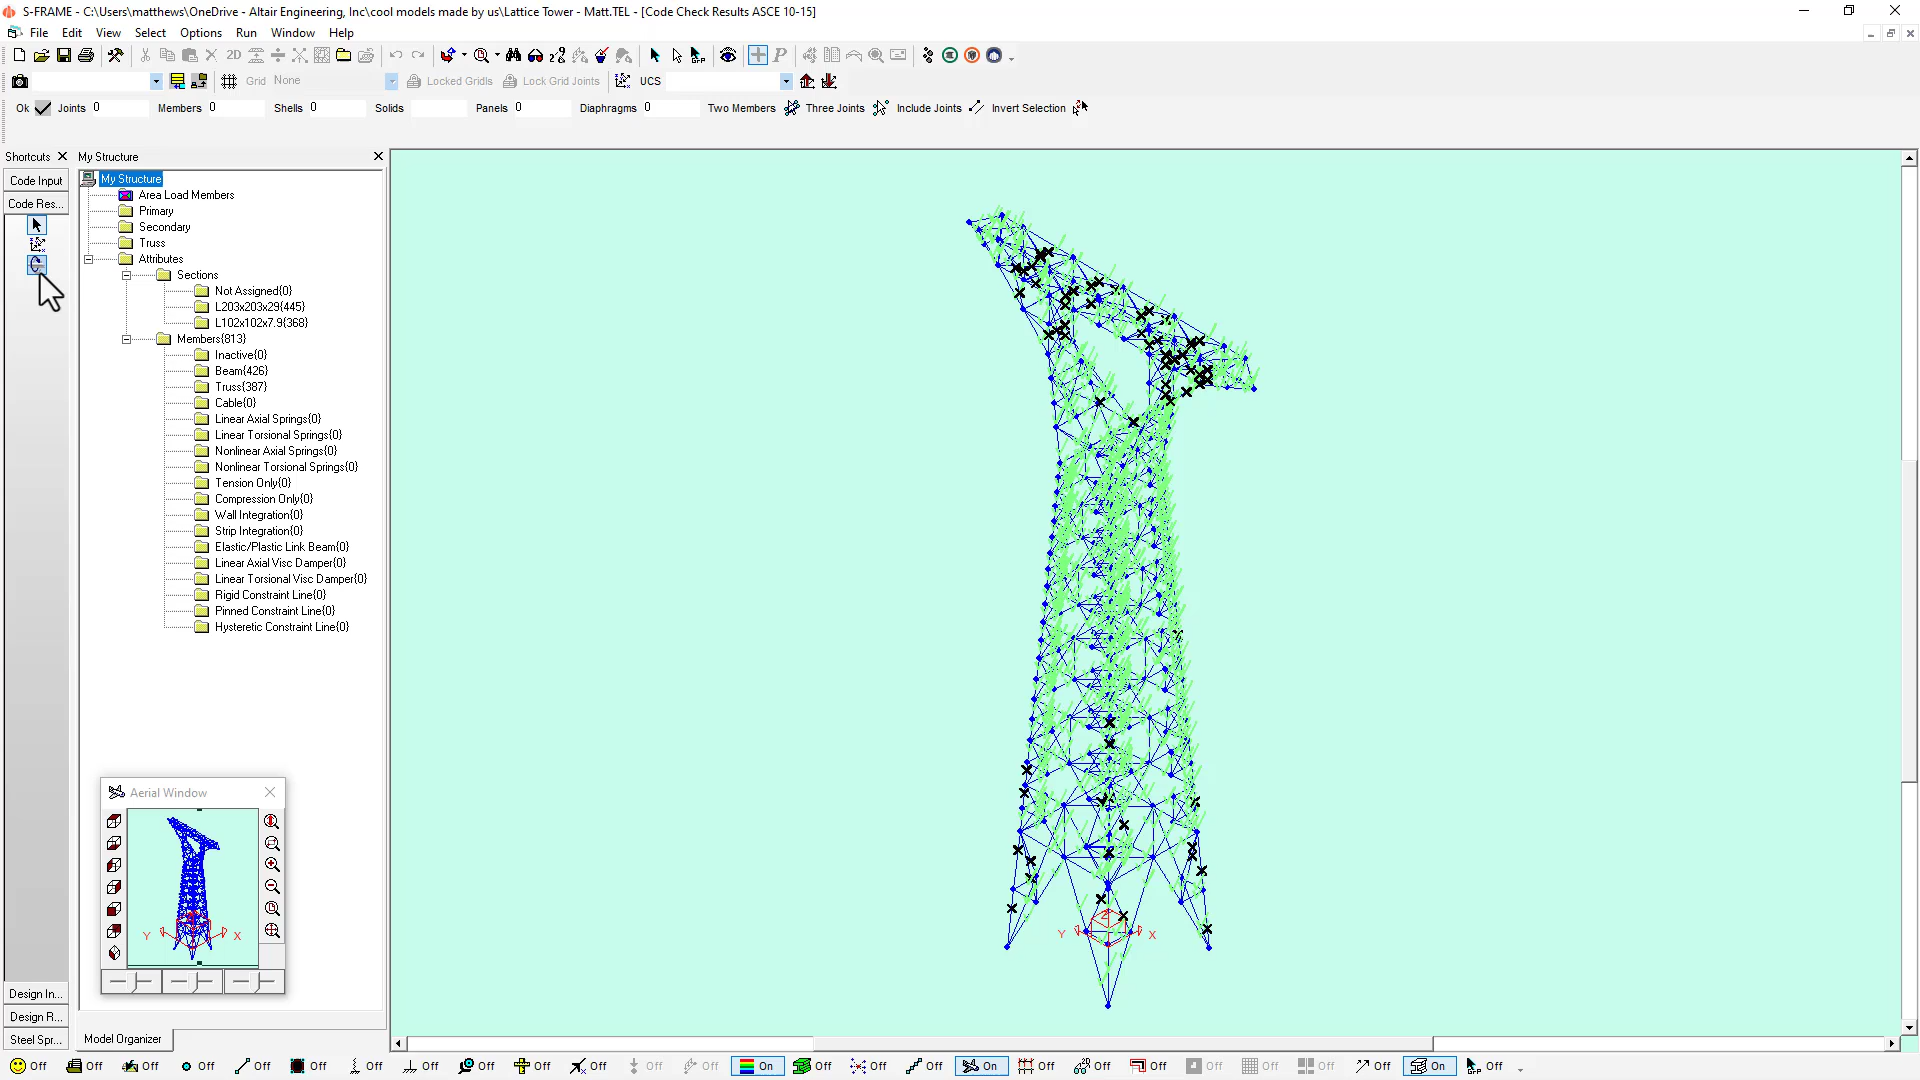 S-FRAME - C:\Users\matthews\OneDrive - Altair Engineering, Inc\cool models made by us\Lattice Tower - Matt.TEL - [Code Check Results ASCE 10-15]
File Edit View Select Options Run Window Help
2D P
Grid None Locked Grids Lock Grid Joints UCS
Ok Joints 0 Members 0 Shells 0 Solids Panels 0 Diaphragms 0 Two Members Three Joints Include Joints Invert Selection
Shortcuts My Structure
Code Input
Code Res...
My Structure
Area Load Members
Primary
Secondary
Truss
Attributes
Sections
Not Assigned{0}
L203x203x29{445}
L102x102x7.9{368}
Members{813}
Inactive{0}
Beam{426}
Truss{387}
Cable{0}
Linear Axial Springs{0}
Linear Torsional Springs{0}
Nonlinear Axial Springs{0}
Nonlinear Torsional Springs{0}
Tension Only{0}
Compression Only{0}
Wall Integration{0}
Strip Integration{0}
Elastic/Plastic Link Beam{0}
Linear Axial Visc Damper{0}
Linear Torsional Visc Damper{0}
Rigid Constraint Line{0}
Pinned Constraint Line{0}
Hysteretic Constraint Line{0}
Aerial Window
Y X
Z
Y X
Design In...
Design R...
Steel Spr...
Model Organizer
Off Off Off Off Off Off Off Off Off Off Off Off Off On Off Off Off On Off Off Off Off Off Off Off On Off